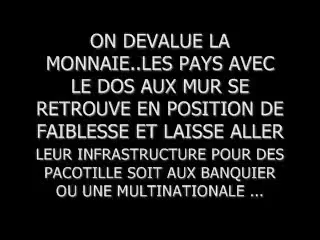 ON DEVALUE LA
MONNAIE..LES PAYS AVEC
LE DOS AUX MUR SE
RETROUVE EN POSITION DE
FAIBLESSE ET LAISSE ALLER
LEUR INFRASTRUCTURE POUR DES
PACOTILLE SOIT AUX BANQUIER
OU UNE MULTINATIONALE ...